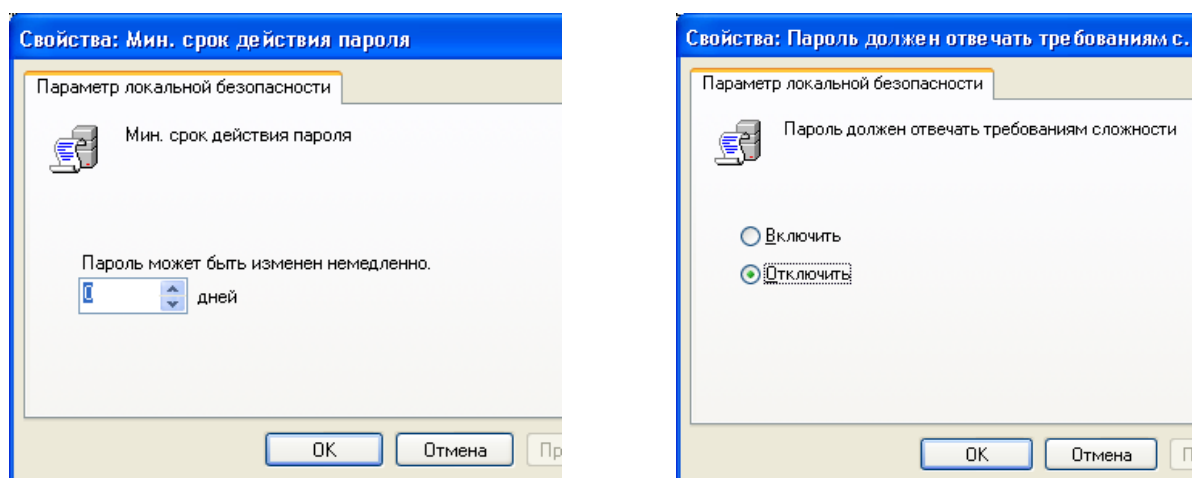 Свойства: Мин. срок действия пароля
Параметр локальной безопасности
Мин. срок действия пароля
Пароль может быть изменен немедленно.
0 дней
OK Отмена Пр
Свойства: Пароль должен отвечать требованиям с.
Параметр локальной безопасности
Пароль должен отвечать требованиям сложности
Включить
Отключить
OK Отмена П